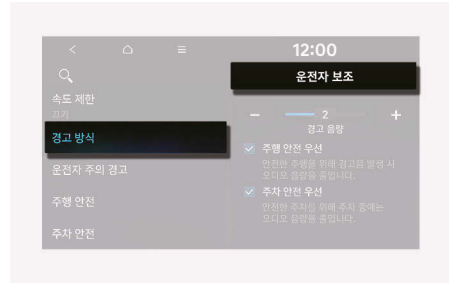 12:00
운전자 보조
속도 제한
끄기
경고 방식
운전자 주의 경고
주행 안전
주차 안전
− 2 +
경고 음량
주행 안전 우선
안전한 주행을 위해 경고음 발생 시
오디오 음량을 줄입니다.
주차 안전 우선
안전한 주차를 위해 주차 중에는
오디오 음량을 줄입니다.